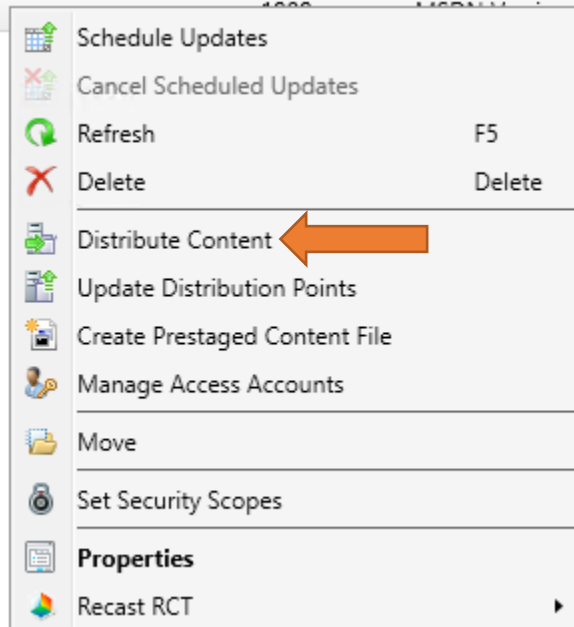 Schedule Updates
Cancel Scheduled Updates
Refresh F5
Delete Delete
Distribute Content
Update Distribution Points
Create Prestaged Content File
Manage Access Accounts
Move
Set Security Scopes
Properties
Recast RCT